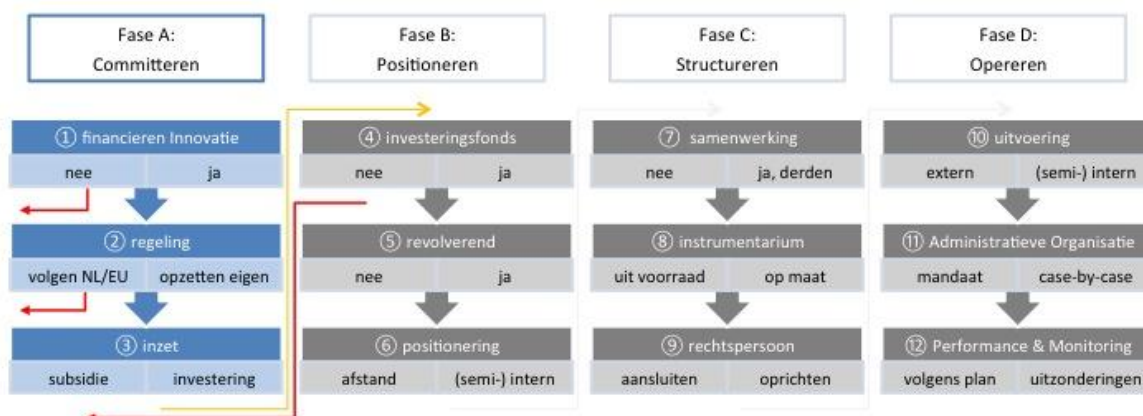 Fase A:
Committeren
① financieren Innovatie
nee ja
② regeling
volgen NL/EU opzetten eigen
③ inzet
subsidie investering
Fase B:
Positioneren
④ investeringsfonds
nee ja
⑤ revolverend
nee ja
⑥ positionering
afstand (semi-) intern
Fase C:
Structureren
⑦ samenwerking
nee ja, derden
⑧ instrumentarium
uit voorraad op maat
⑨ rechtspersoon
aansluiten oprichten
Fase D:
Opereren
⑩ uitvoering
extern (semi-) intern
⑪ Administratieve Organisatie
mandaat case-by-case
⑫ Performance & Monitoring
volgens plan uitzonderingen